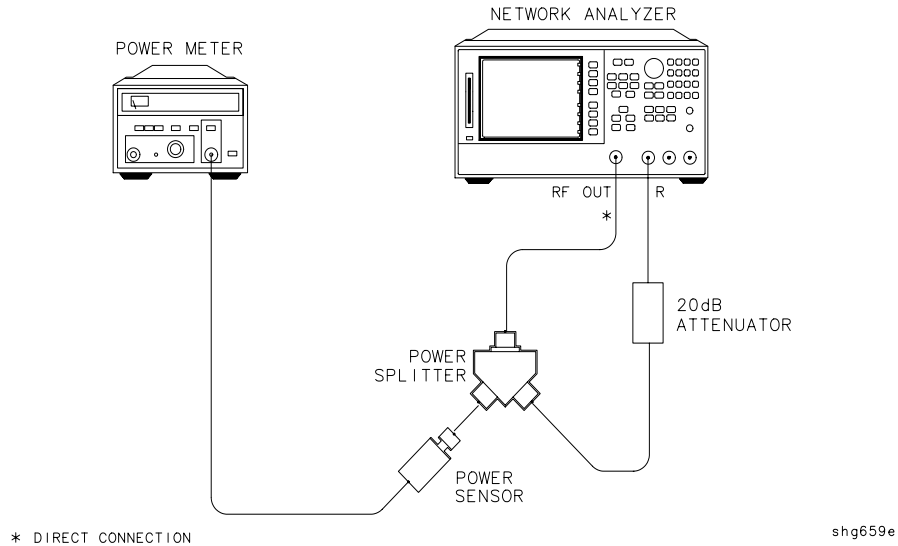 NETWORK ANALYZER
POWER METER
RF OUT
R
*
20dB
ATTENUATOR
POWER
SPLITTER
POWER
SENSOR
* DIRECT CONNECTION
shg659e